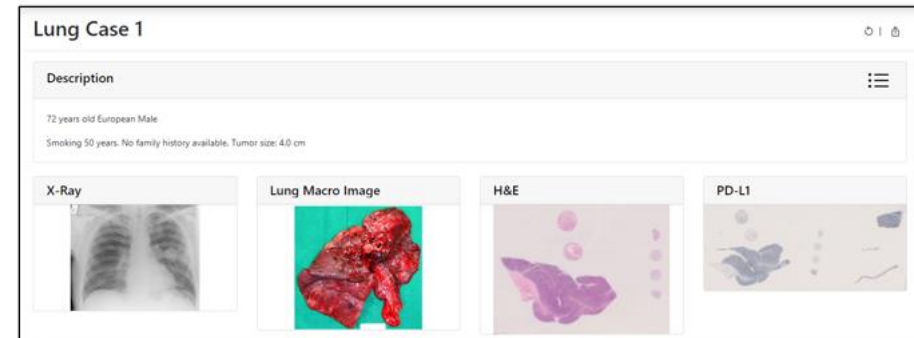 Lung Case 1
Description
72 years old European Male
Smoking 50 years. No family history available. Tumor size: 4.0 cm
X-Ray
Lung Macro Image
H&E
PD-L1